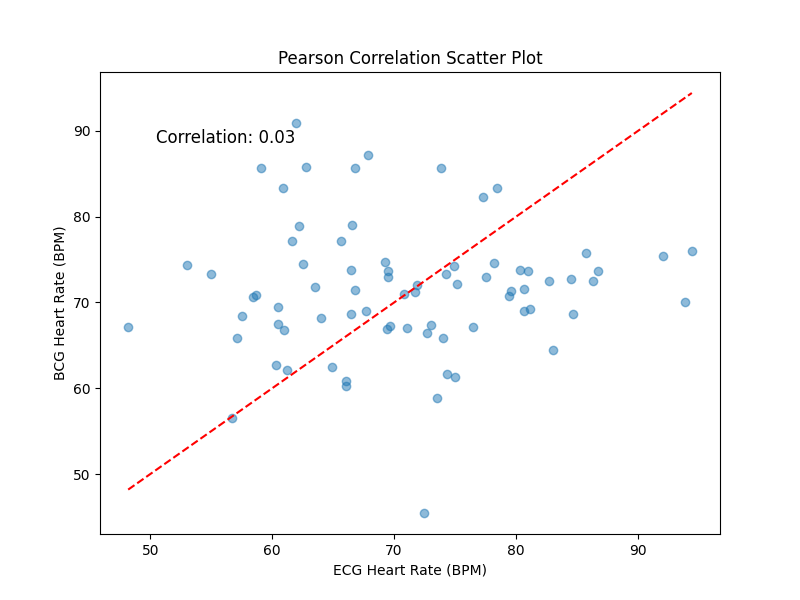 Pearson Correlation Scatter Plot
Correlation: 0.03
BCG Heart Rate (BPM)
90
80
70
60
50
50 60 70 80 90
ECG Heart Rate (BPM)